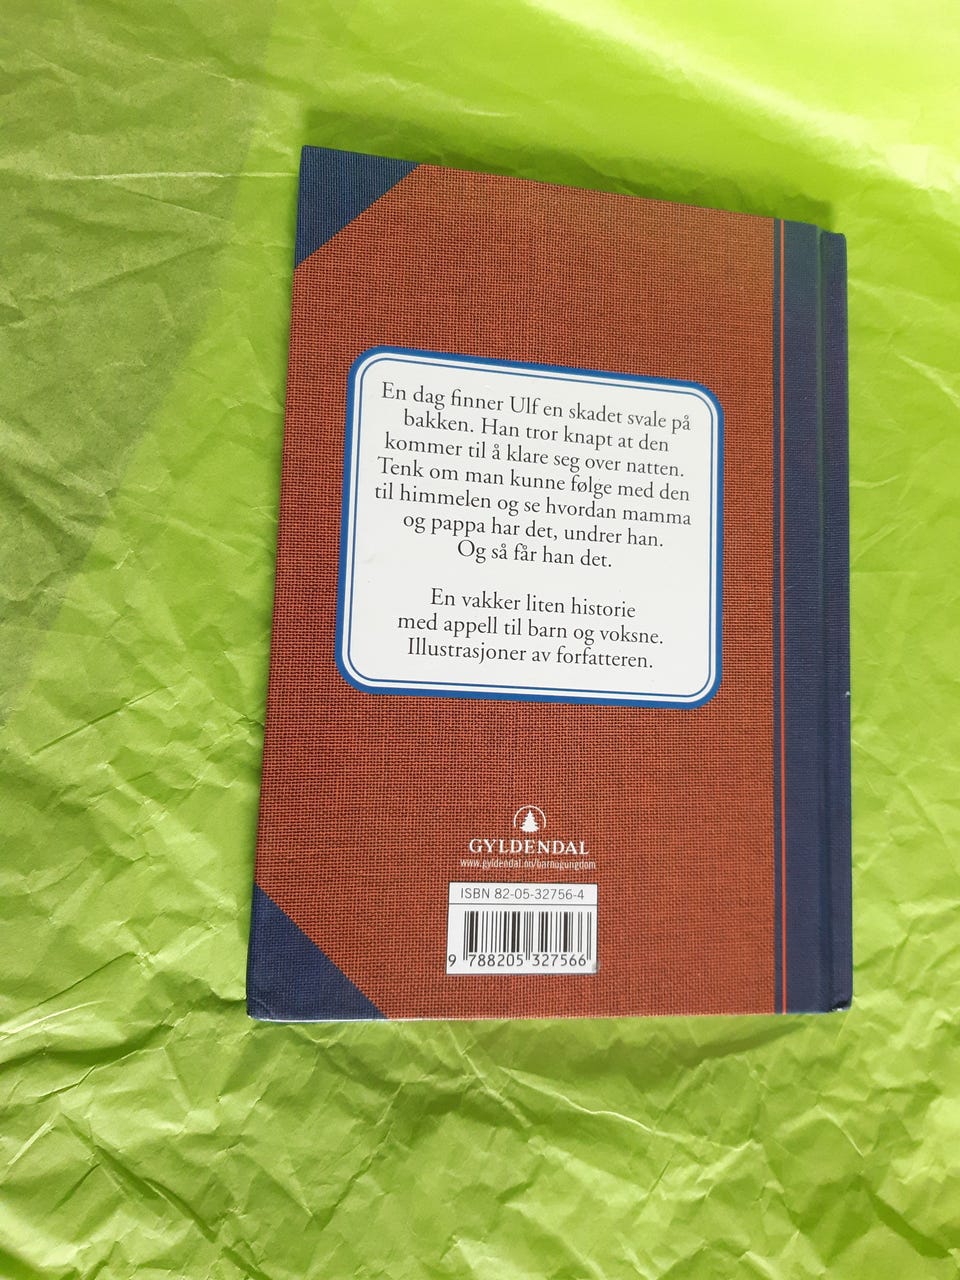 En dag finner Ulf en skadet svale på
bakken. Han tror knapt at den
kommer til å klare seg over natten.
Tenk om man kunne følge med den
til himmelen og se hvordan mamma
og pappa har det, undrer han.
Og så får han det.
En vakker liten historie
med appell til barn og voksne.
Illustrasjoner av forfatteren.
GYLDENDAL
www.gyldendal.no/barnogungdom
ISBN 82-05-32756-4
9 788205 327566